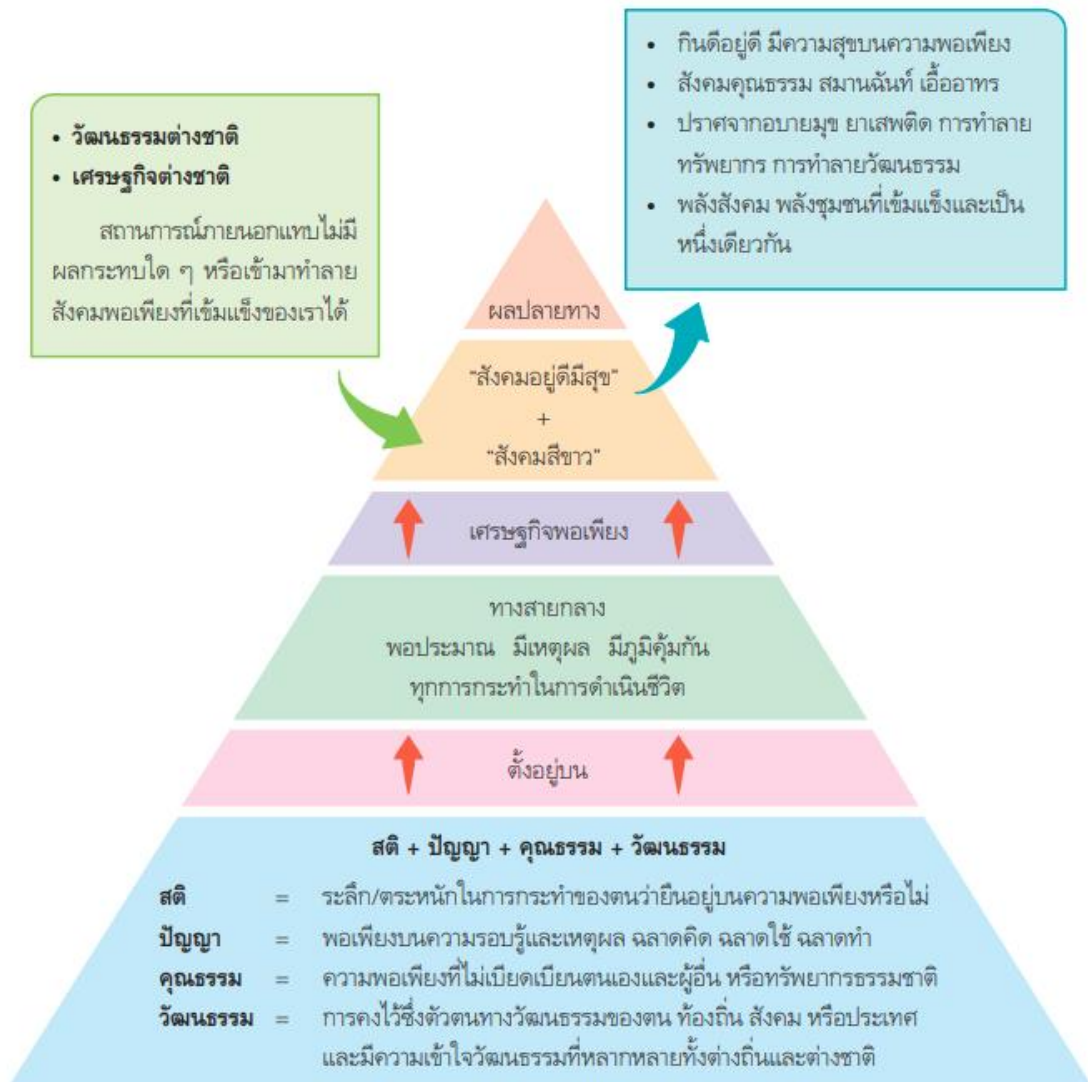 • วัฒนธรรมต่างชาติ
• เศรษฐกิจต่างชาติ
สถานการณ์ภายนอกแทบไม่มี
ผลกระทบใด ๆ หรือเข้ามาทำลาย
สังคมพอเพียงที่เข้มแข็งของเราได้
• กินดีอยู่ดี มีความสุขบนความพอเพียง
• สังคมคุณธรรม สมานฉันท์ เอื้ออาทร
• ปราศจากอบายมุข ยาเสพติด การทำลาย
ทรัพยากร การทำลายวัฒนธรรม
• พลังสังคม พลังชุมชนที่เข้มแข็งและเป็น
หนึ่งเดียวกัน
ผลปลายทาง
"สังคมอยู่ดีมีสุข"
+
"สังคมสีขาว"
เศรษฐกิจพอเพียง
ทางสายกลาง
พอประมาณ มีเหตุผล มีภูมิคุ้มกัน
ทุกการกระทำในการดำเนินชีวิต
ตั้งอยู่บน
สติ + ปัญญา + คุณธรรม + วัฒนธรรม
สติ = ระลึก/ตระหนักในการกระทำของตนว่ายืนอยู่บนความพอเพียงหรือไม่
ปัญญา = พอเพียงบนความรอบรู้และเหตุผล ฉลาดคิด ฉลาดใช้ ฉลาดทำ
คุณธรรม = ความพอเพียงที่ไม่เบียดเบียนตนเองและผู้อื่น หรือทรัพยากรธรรมชาติ
วัฒนธรรม = การคงไว้ซึ่งตัวตนทางวัฒนธรรมของตน ท้องถิ่น สังคม หรือประเทศ
และมีความเข้าใจวัฒนธรรมที่หลากหลายทั้งต่างถิ่นและต่างชาติ